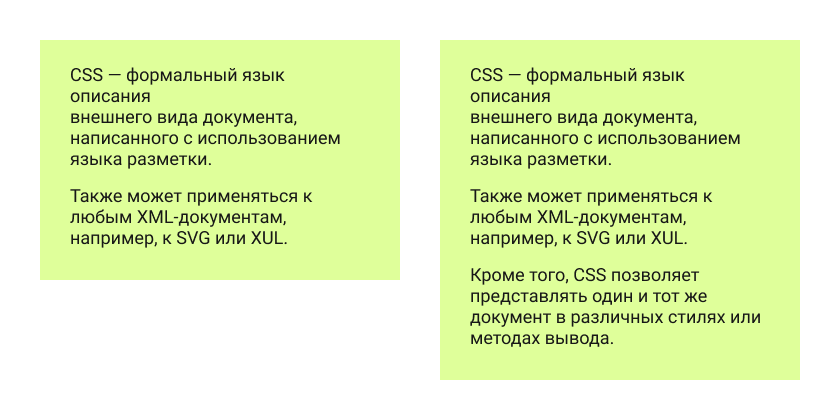 CSS — формальный язык
описания
внешнего вида документа,
написанного с использованием
языка разметки.
Также может применяться к
любым XML-документам,
например, к SVG или XUL.
CSS — формальный язык
описания
внешнего вида документа,
написанного с использованием
языка разметки.
Также может применяться к
любым XML-документам,
например, к SVG или XUL.
Кроме того, CSS позволяет
представлять один и тот же
документ в различных стилях или
методах вывода.